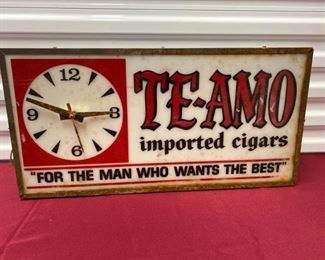 12
9 3
6
TE-AMO
imported cigars
"FOR THE MAN WHO WANTS THE BEST"